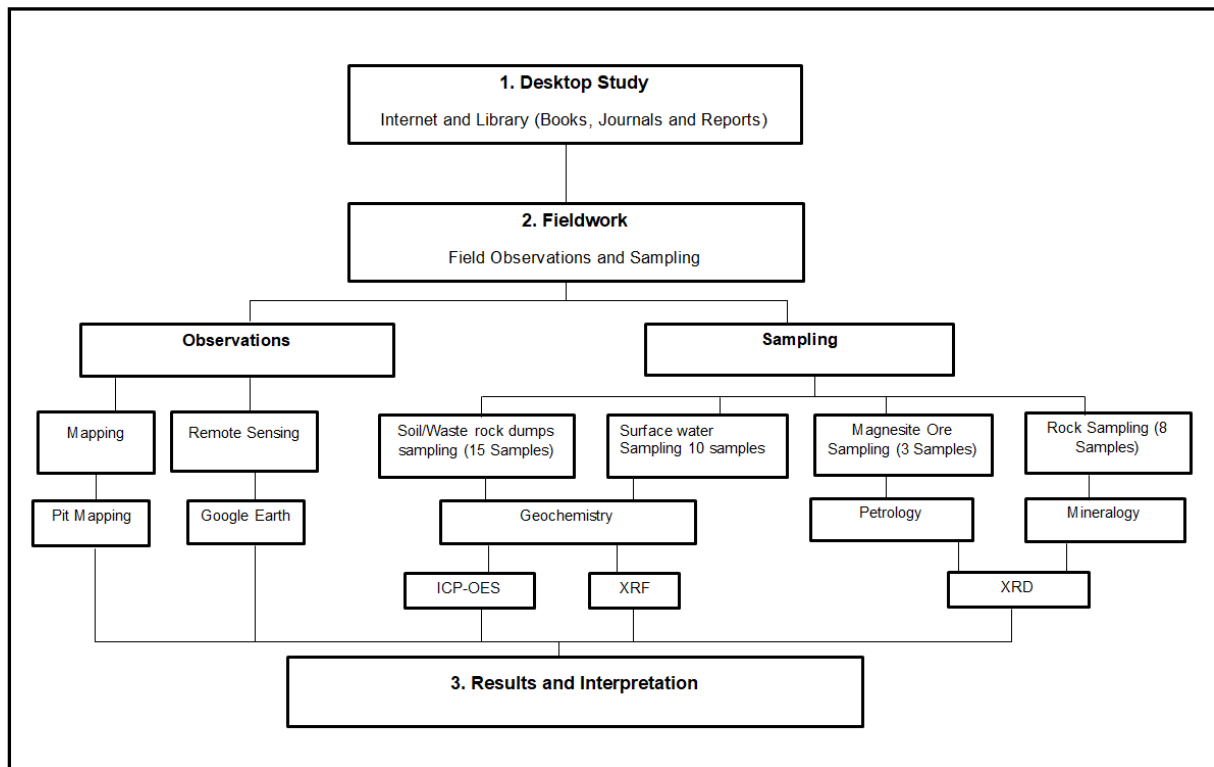 1. Desktop Study
Internet and Library (Books, Journals and Reports)
2. Fieldwork
Field Observations and Sampling
Observations
Sampling
Mapping
Remote Sensing
Soil/Waste rock dumps
sampling (15 Samples)
Surface water
Sampling 10 samples
Magnesite Ore
Sampling (3 Samples)
Rock Sampling (8
Samples)
Pit Mapping
Google Earth
Geochemistry
Petrology
Mineralogy
ICP-OES
XRF
XRD
3. Results and Interpretation